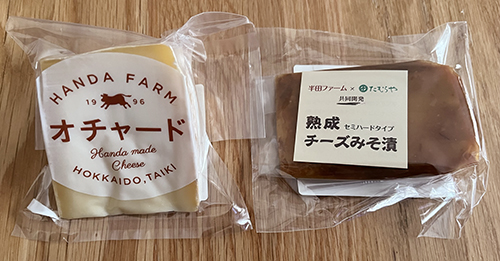 HANDA FARM
1996
オチャード
Handa made
Cheese
HOKKAIDO, TAIKI
半田ファーム × たむらや
共同開発
熟成 セミハードタイプ
チーズみそ漬